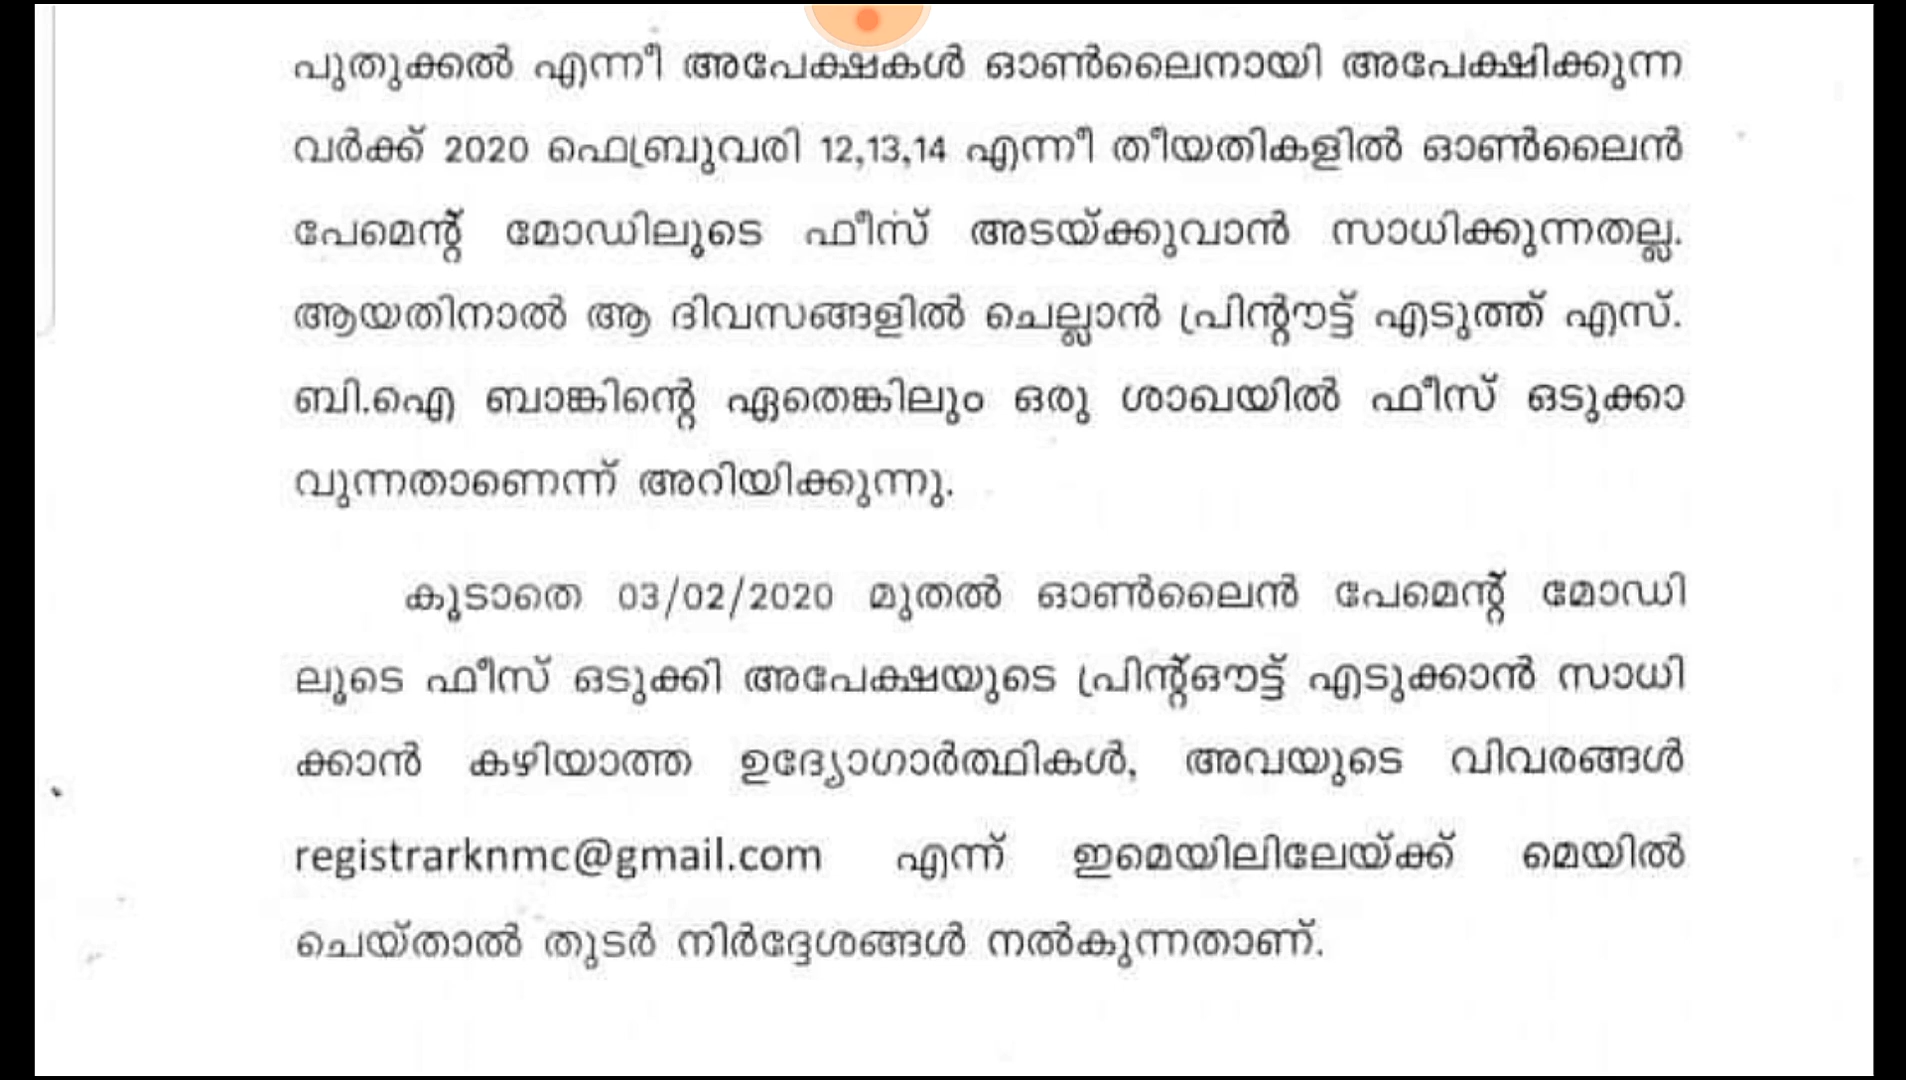 പുതുക്കൽ എന്നീ അപേക്ഷകൾ ഓൺലൈനായി അപേക്ഷിക്കുന്ന
വർക്ക് 2020 ഫെബ്രുവരി 12,13,14 എന്നീ തീയതികളിൽ ഓൺലൈൻ
പേമെന്റ് മോഡിലൂടെ ഫീസ് അടയ്ക്കുവാൻ സാധിക്കുന്നതല്ല.
ആയതിനാൽ ആ ദിവസങ്ങളിൽ ചെല്ലാൻ പ്രിന്റൗട്ട് എടുത്ത് എസ്.
ബി.ഐ ബാങ്കിന്റെ ഏതെങ്കിലും ഒരു ശാഖയിൽ ഫീസ് ഒടുക്കാ
വുന്നതാണെന്ന് അറിയിക്കുന്നു.
കൂടാതെ 03/02/2020 മുതൽ ഓൺലൈൻ പേമെന്റ് മോഡി
ലൂടെ ഫീസ് ഒടുക്കി അപേക്ഷയുടെ പ്രിന്റ്ഔട്ട് എടുക്കാൻ സാധി
ക്കാൻ കഴിയാത്ത ഉദ്യോഗാർത്ഥികൾ, അവയുടെ വിവരങ്ങൾ
registrarknmc@gmail.com എന്ന് ഇമെയിലിലേയ്ക്ക് മെയിൽ
ചെയ്താൽ തുടർ നിർദ്ദേശങ്ങൾ നൽകുന്നതാണ്.